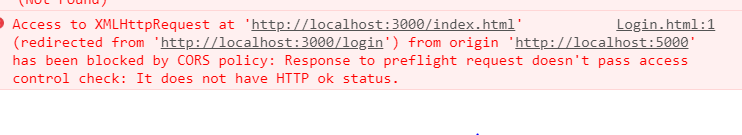 (Not Found)
Access to XMLHttpRequest at 'http://localhost:3000/index.html' Login.html:1
(redirected from 'http://localhost:3000/login') from origin 'http://localhost:5000'
has been blocked by CORS policy: Response to preflight request doesn't pass access
control check: It does not have HTTP ok status.